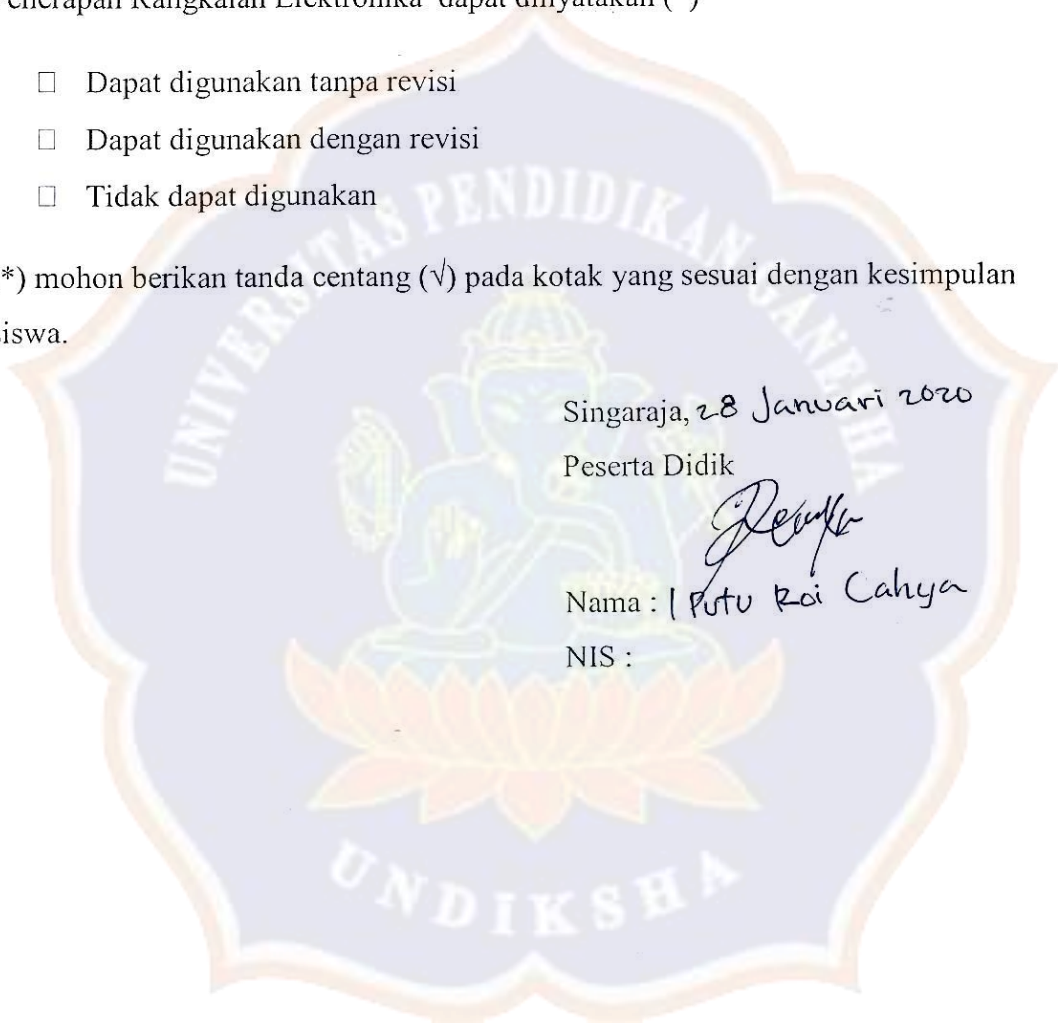 enerapan Rangkaian Elektronika dapat dinyatakan (*)
□ Dapat digunakan tanpa revisi
□ Dapat digunakan dengan revisi
□ Tidak dapat digunakan
*) mohon berikan tanda centang (√) pada kotak yang sesuai dengan kesimpulan
siswa.
Singaraja, 28 Januari 2020
Peserta Didik
Nama : I Putu Roi Cahya
NIS :
UNIVERSITAS PENDIDIKAN GANESHA
UNDIKSHA